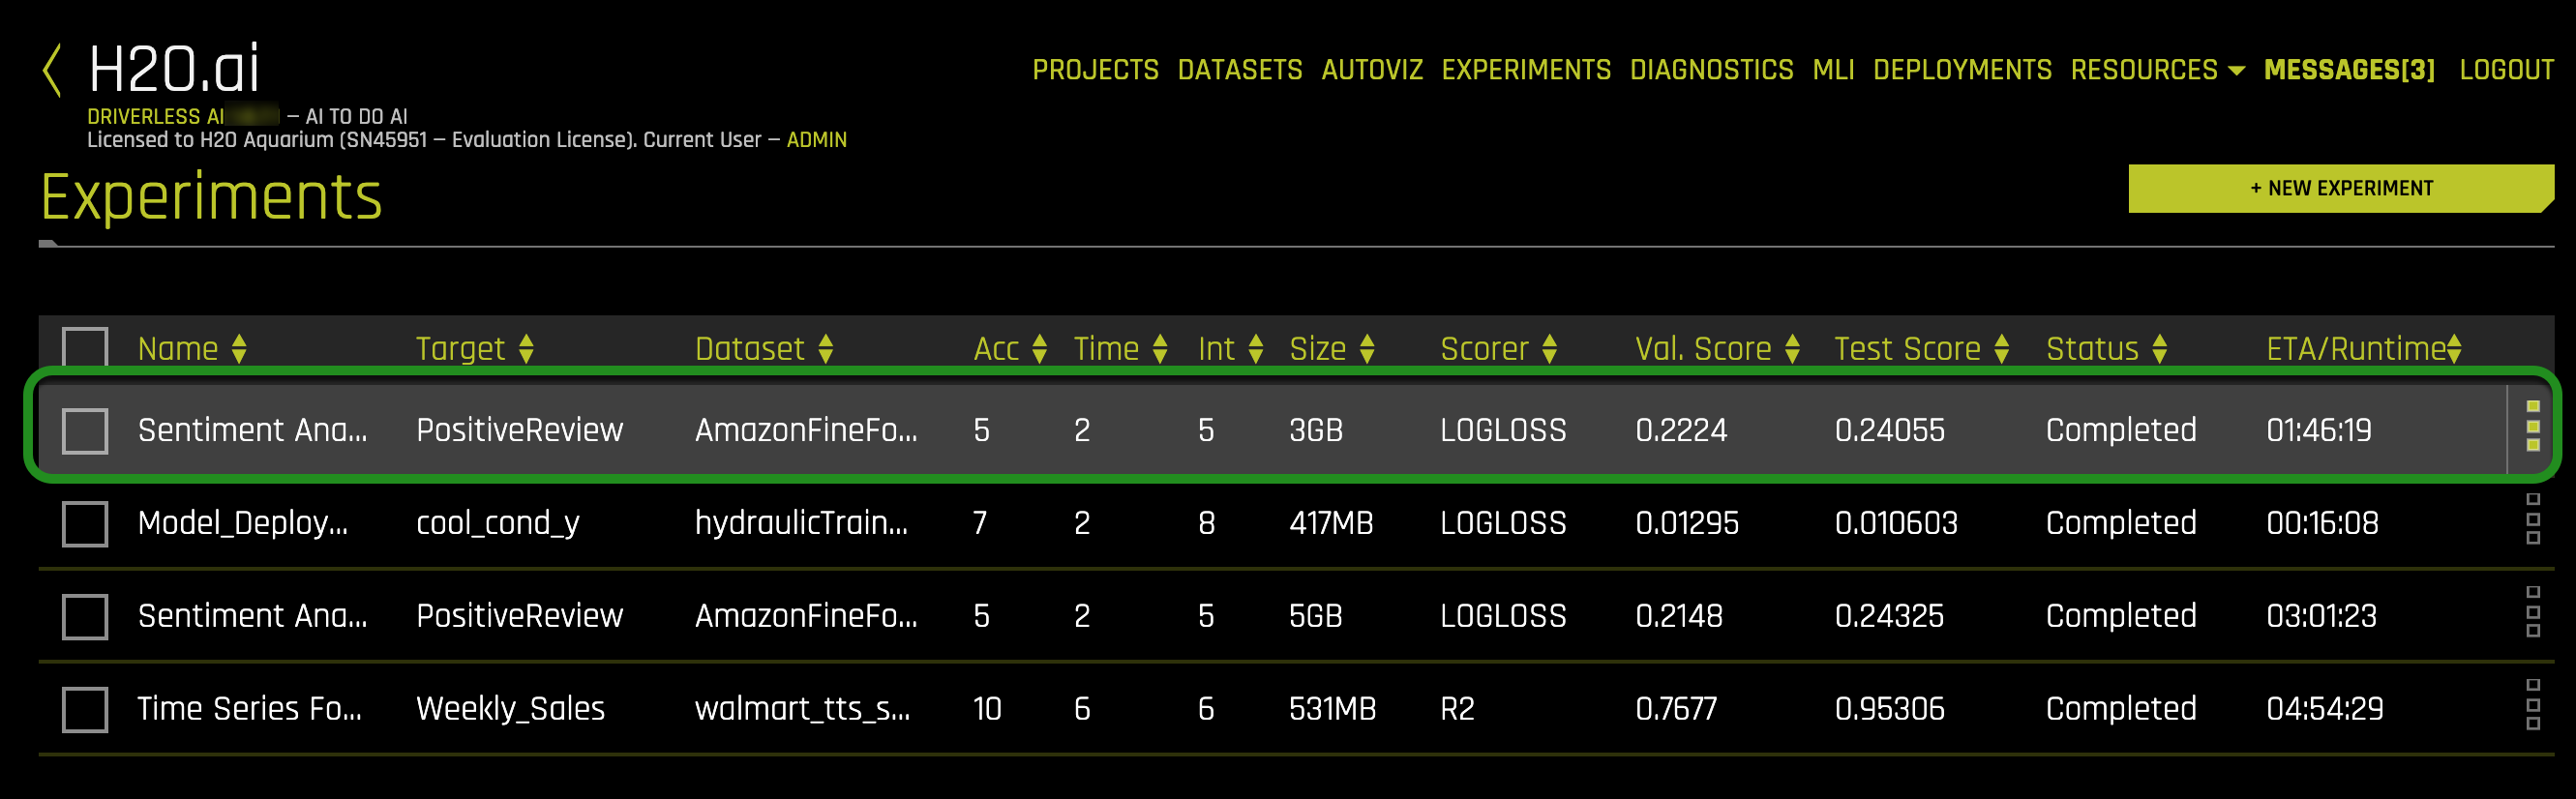 H2O.ai
PROJECTS DATASETS AUTOVIZ EXPERIMENTS DIAGNOSTICS MLI DEPLOYMENTS RESOURCES MESSAGES[3] LOGOUT
DRIVERLESS AI — AI TO DO AI
Licensed to H2O Aquarium (SN45951 — Evaluation License). Current User — ADMIN
Experiments
+ NEW EXPERIMENT
Name Target Dataset Acc Time Int Size Scorer Val. Score Test Score Status ETA/Runtime
Sentiment Ana... PositiveReview AmazonFineFo... 5 2 5 3GB LOGLOSS 0.2224 0.24055 Completed 01:46:19
Model_Deploy... cool_cond_y hydraulicTrain... 7 2 8 417MB LOGLOSS 0.01295 0.010603 Completed 00:16:08
Sentiment Ana... PositiveReview AmazonFineFo... 5 2 5 5GB LOGLOSS 0.2148 0.24325 Completed 03:01:23
Time Series Fo... Weekly_Sales walmart_tts_s... 10 6 6 531MB R2 0.7677 0.95306 Completed 04:54:29